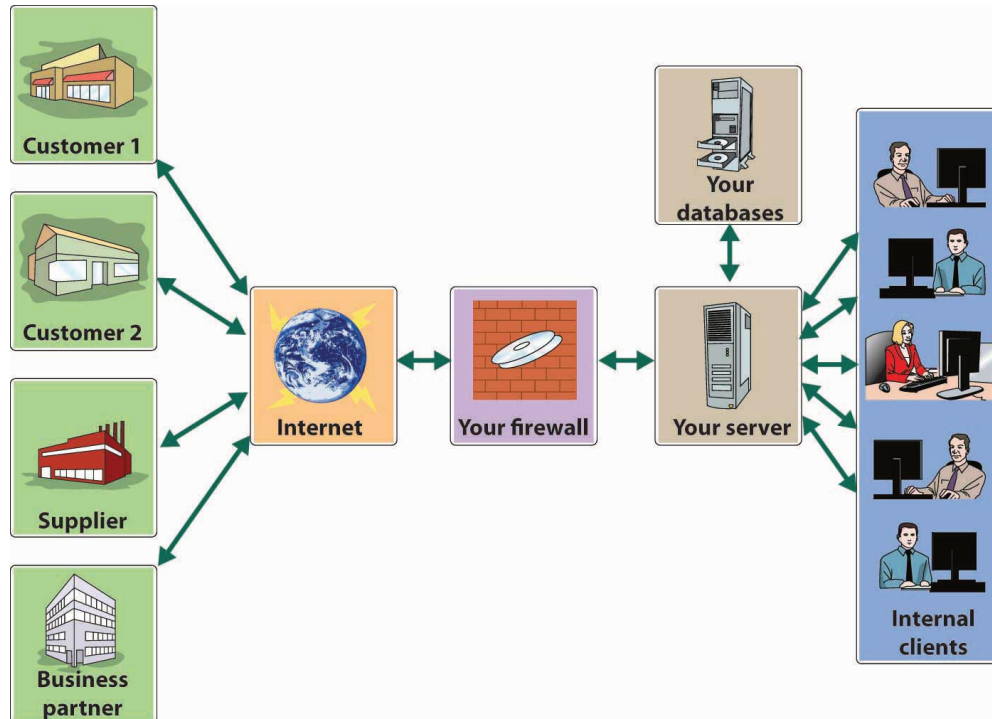 Customer 1
Customer 2
Supplier
Business
partner
Internet
Your firewall
Your
databases
Your server
Internal
clients